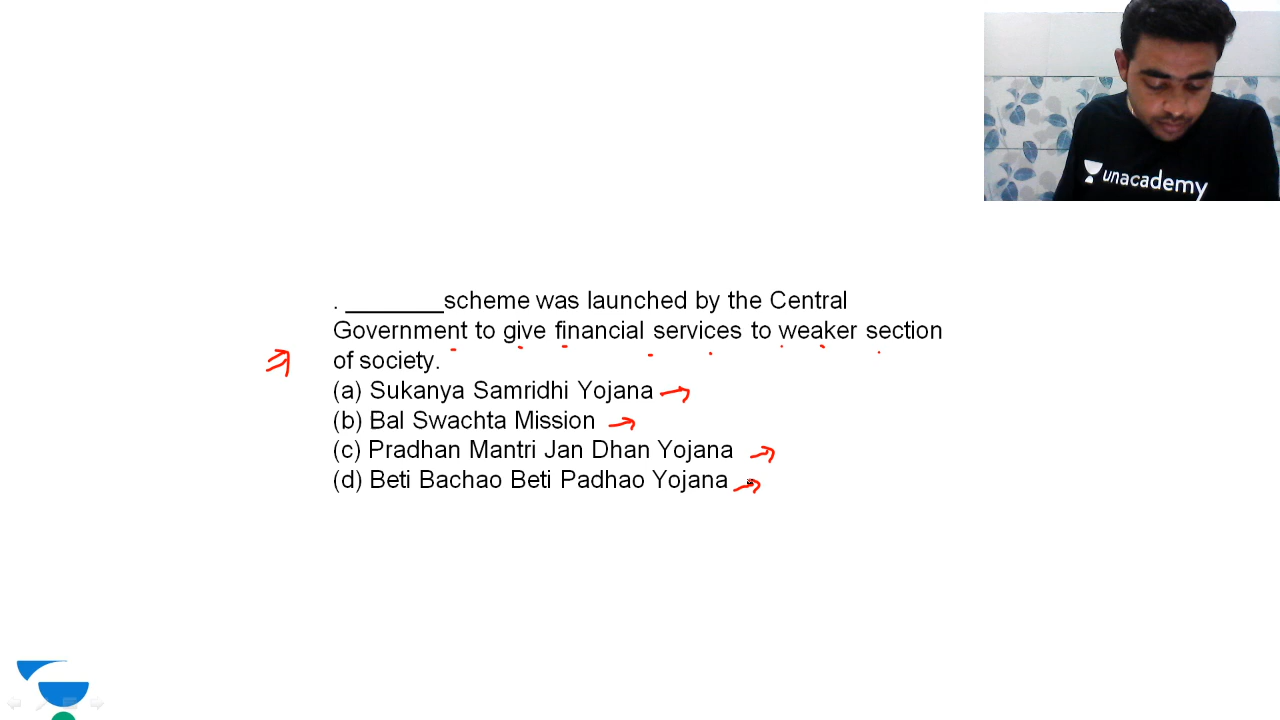 unacademy
. _______scheme was launched by the Central
Government to give financial services to weaker section
of society.
(a) Sukanya Samridhi Yojana
(b) Bal Swachta Mission
(c) Pradhan Mantri Jan Dhan Yojana
(d) Beti Bachao Beti Padhao Yojana